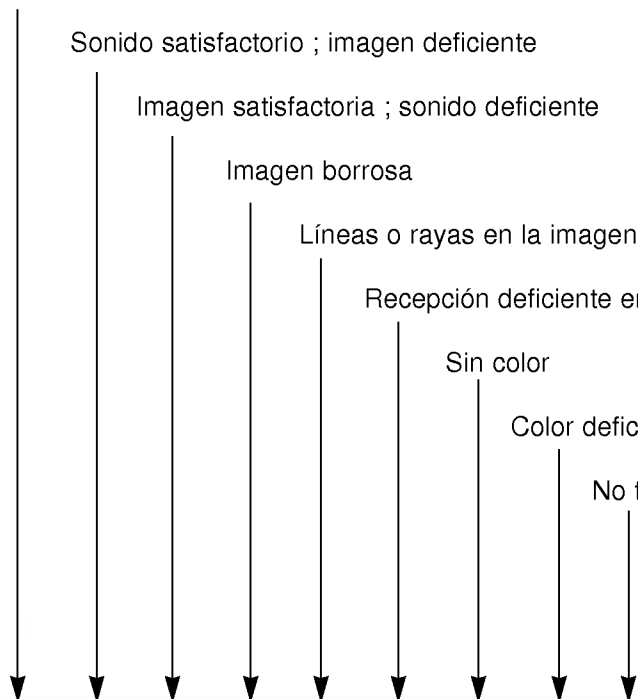 Sonido satisfactorio ; imagen deficiente
Imagen satisfactoria ; sonido deficiente
Imagen borrosa
Líneas o rayas en la imagen
Recepción deficiente
Sin color
Color
No